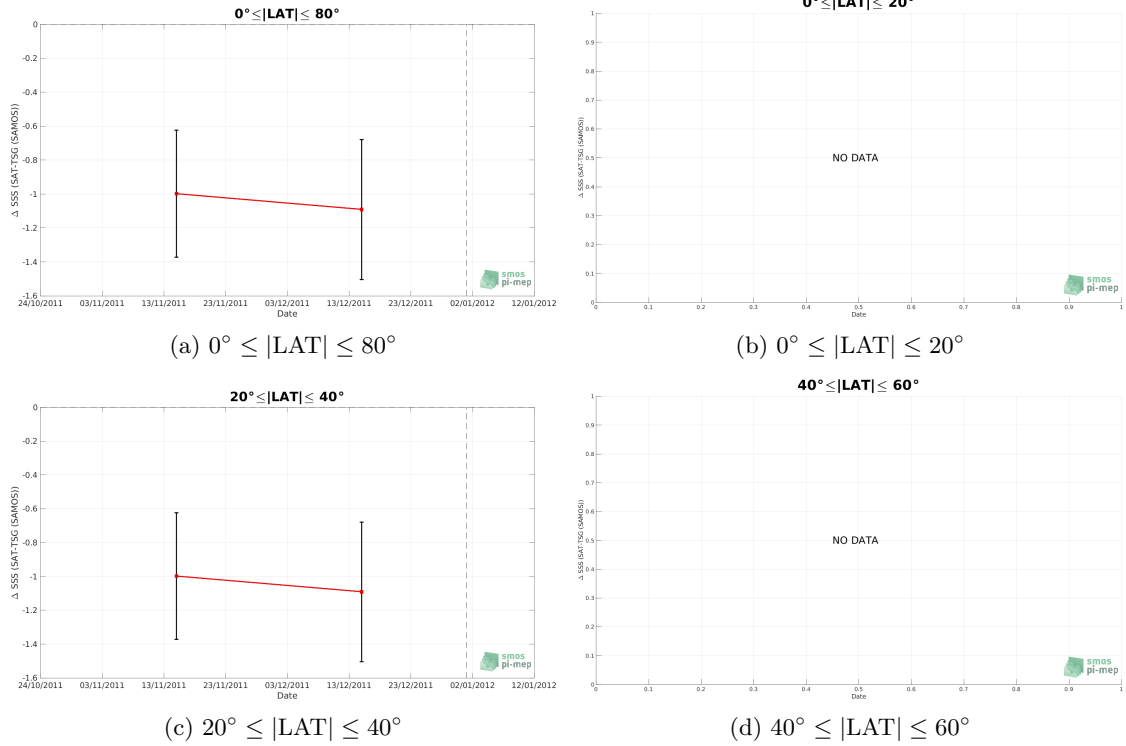 0°≤|LAT|≤ 80°
0
-0.2
-0.4
-0.6
-0.8
-1
-1.2
-1.4
-1.6
Δ SSS (SAT-TSG (SAMOS))
24/10/2011 03/11/2011 13/11/2011 23/11/2011 03/12/2011 13/12/2011 23/12/2011 02/01/2012 12/01/2012
Date
smos
pi-mep
(a) 0° ≤ |LAT| ≤ 80°
0°≤|LAT|≤ 20°
1
0.9
0.8
0.7
0.6
0.5
0.4
0.3
0.2
0.1
0
Δ SSS (SAT-TSG (SAMOS))
NO DATA
0 0.1 0.2 0.3 0.4 0.5 0.6 0.7 0.8 0.9 1
Date
smos
pi-mep
(b) 0° ≤ |LAT| ≤ 20°
20°≤|LAT|≤ 40°
0
-0.2
-0.4
-0.6
-0.8
-1
-1.2
-1.4
-1.6
Δ SSS (SAT-TSG (SAMOS))
24/10/2011 03/11/2011 13/11/2011 23/11/2011 03/12/2011 13/12/2011 23/12/2011 02/01/2012 12/01/2012
Date
smos
pi-mep
(c) 20° ≤ |LAT| ≤ 40°
40°≤|LAT|≤ 60°
1
0.9
0.8
0.7
0.6
0.5
0.4
0.3
0.2
0.1
0
Δ SSS (SAT-TSG (SAMOS))
NO DATA
0 0.1 0.2 0.3 0.4 0.5 0.6 0.7 0.8 0.9 1
Date
smos
pi-mep
(d) 40° ≤ |LAT| ≤ 60°